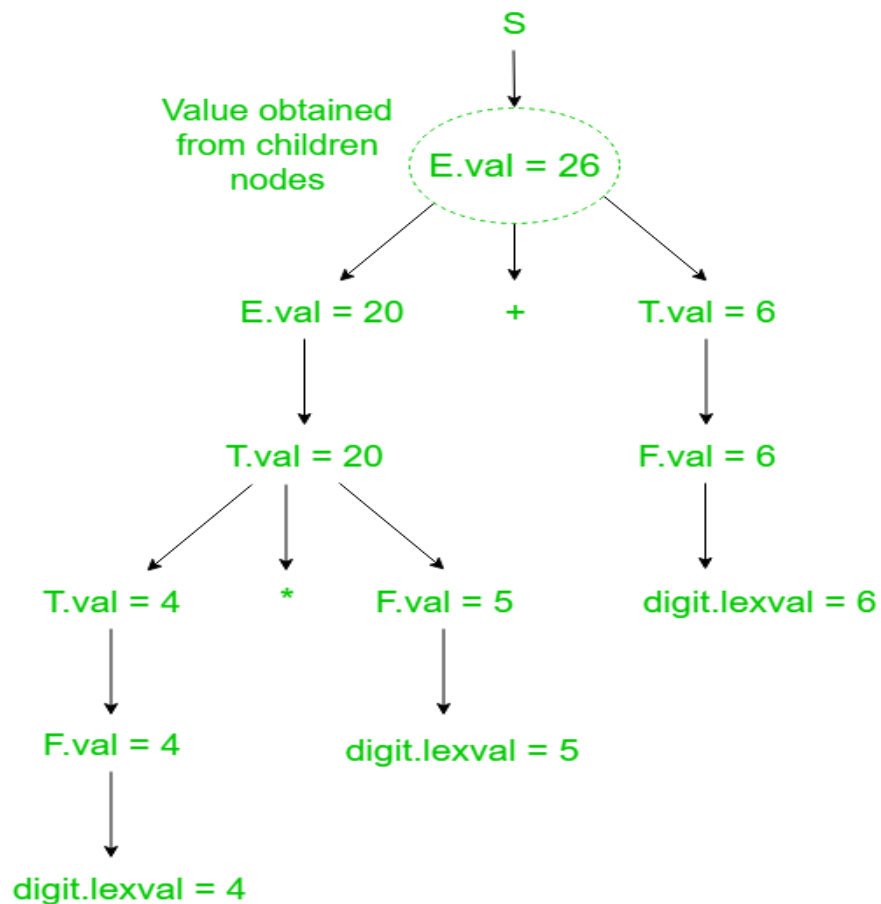 S
Value obtained
from children
nodes
E.val = 26
E.val = 20
+
T.val = 6
T.val = 20
F.val = 6
T.val = 4
*
F.val = 5
digit.lexval = 6
F.val = 4
digit.lexval = 5
digit.lexval = 4